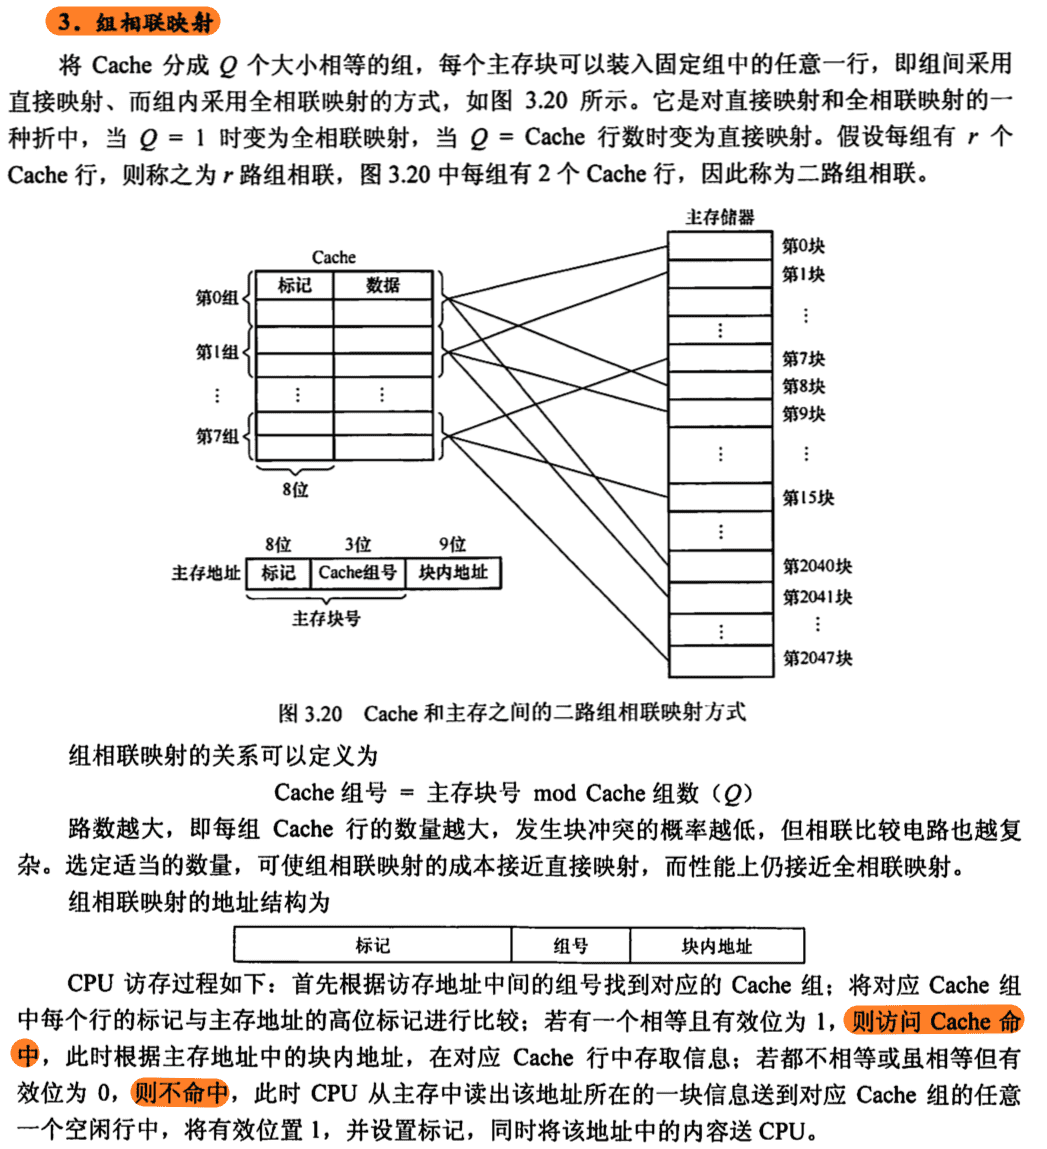 3. 组相联映射
将 Cache 分成 Q 个大小相等的组，每个主存块可以装入固定组中的任意一行，即组间采用
直接映射、而组内采用全相联映射的方式，如图 3.20 所示。它是对直接映射和全相联映射的一
种折中，当 Q = 1 时变为全相联映射，当 Q = Cache 行数时变为直接映射。假设每组有 r 个
Cache 行，则称之为 r 路组相联，图 3.20 中每组有 2 个 Cache 行，因此称为二路组相联。
主存储器
第0块
Cache
第1块
标记 数据
第0组
⋮
⋮
第1组
第7块
第8块
⋮ ⋮ ⋮
第9块
第7组
⋮ ⋮
8位
第15块
⋮
8位 3位 9位
主存地址 标记 Cache组号 块内地址
第2040块
第2041块
主存块号
⋮ ⋮
第2047块
图 3.20 Cache 和主存之间的二路组相联映射方式
组相联映射的关系可以定义为
Cache 组号 = 主存块号 mod Cache 组数（Q）
路数越大，即每组 Cache 行的数量越大，发生块冲突的概率越低，但相联比较电路也越复
杂。选定适当的数量，可使组相联映射的成本接近直接映射，而性能上仍接近全相联映射。
组相联映射的地址结构为
标记 组号 块内地址
CPU 访存过程如下：首先根据访存地址中间的组号找到对应的 Cache 组；将对应 Cache 组
中每个行的标记与主存地址的高位标记进行比较；若有一个相等且有效位为 1，则访问 Cache 命
中，此时根据主存地址中的块内地址，在对应 Cache 行中存取信息；若都不相等或虽相等但有
效位为 0，则不命中，此时 CPU 从主存中读出该地址所在的一块信息送到对应 Cache 组的任意
一个空闲行中，将有效位置 1，并设置标记，同时将该地址中的内容送 CPU。